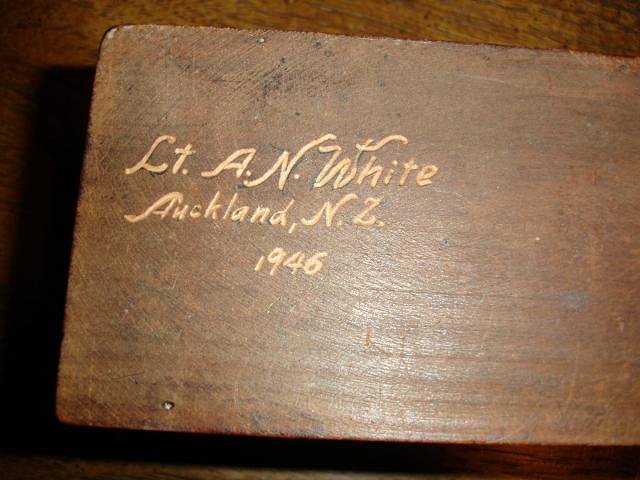 Lt. A.N. White
Auckland, N.Z.
1946